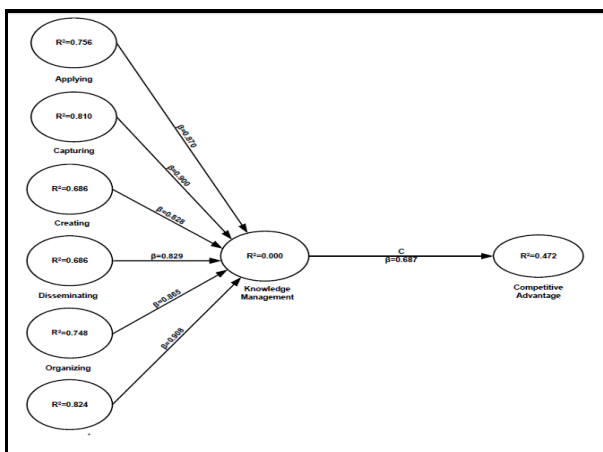 R²=0.756
Applying
β=0.870
R²=0.810
Capturing
β=0.900
R²=0.686
Creating
β=0.828
R²=0.686
Disseminating
β=0.829
R²=0.000
Knowledge
Management
C
β=0.687
R²=0.472
Competitive
Advantage
R²=0.748
Organizing
β=0.865
R²=0.824
β=0.908